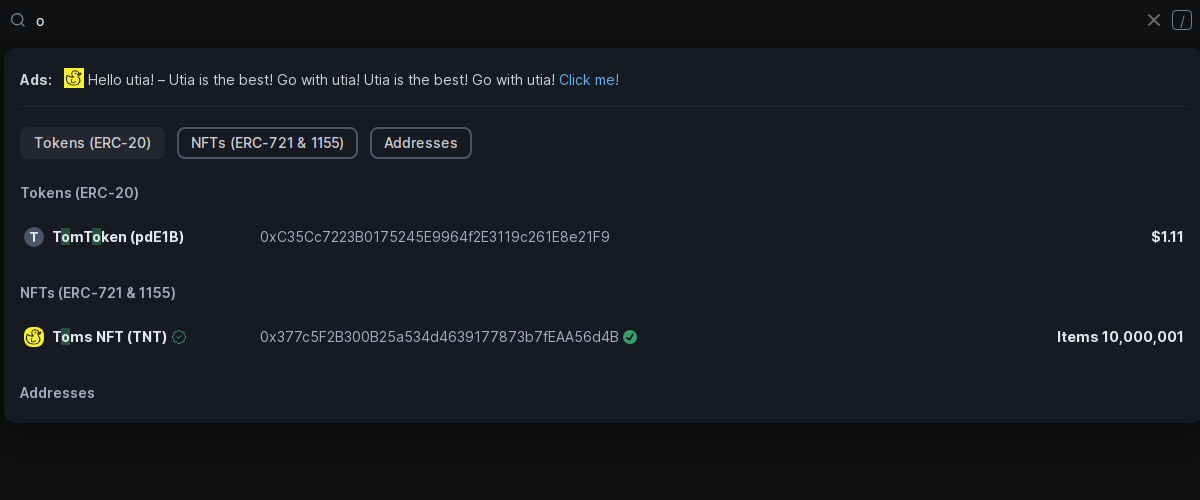 o /
Ads: Hello utia! – Utia is the best! Go with utia! Utia is the best! Go with utia! Click me!
Tokens (ERC-20) NFTs (ERC-721 & 1155) Addresses
Tokens (ERC-20)
T TomToken (pdE1B) 0xC35Cc7223B0175245E9964f2E3119c261E8e21F9 $1.11
NFTs (ERC-721 & 1155)
Toms NFT (TNT) 0x377c5F2B300B25a534d4639177873b7fEAA56d4B Items 10,000,001
Addresses